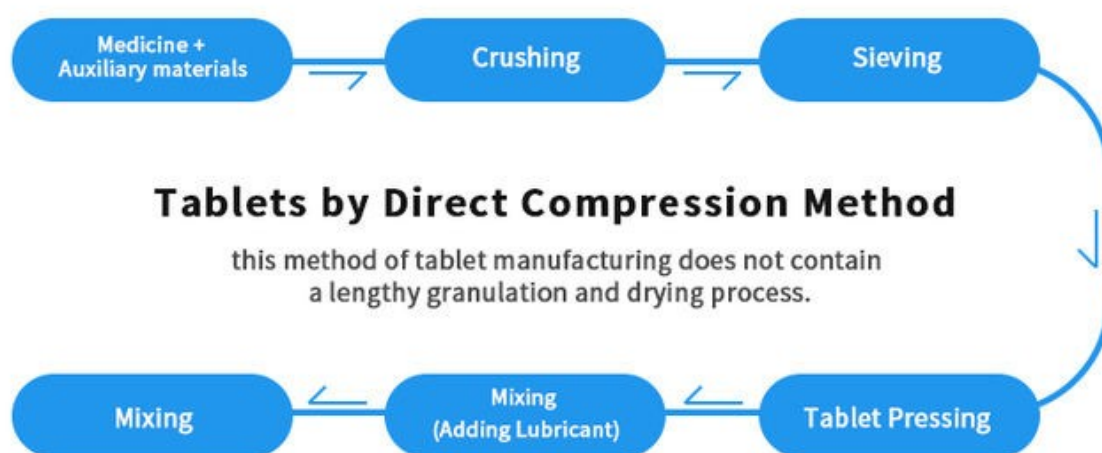 Medicine +
Auxiliary materials
Crushing
Sieving
Tablets by Direct Compression Method
this method of tablet manufacturing does not contain
a lengthy granulation and drying process.
Mixing
Mixing
(Adding Lubricant)
Tablet Pressing